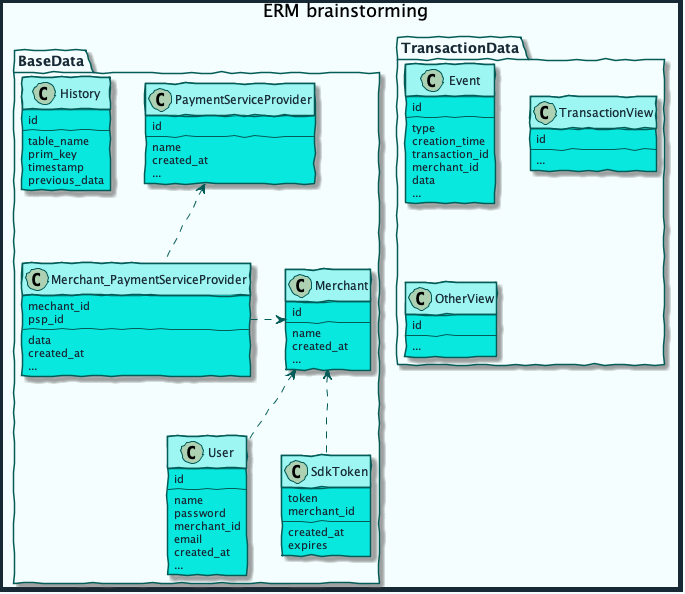 ERM brainstorming
BaseData
C History
id
table_name
prim_key
timestamp
previous_data
C PaymentServiceProvider
id
name
created_at
...
C Merchant_PaymentServiceProvider
mechant_id
psp_id
data
created_at
...
C Merchant
id
name
created_at
...
C User
id
name
password
merchant_id
email
created_at
...
C SdkToken
token
merchant_id
created_at
expires
TransactionData
C Event
id
type
creation_time
transaction_id
merchant_id
data
...
C TransactionView
id
...
C OtherView
id
...